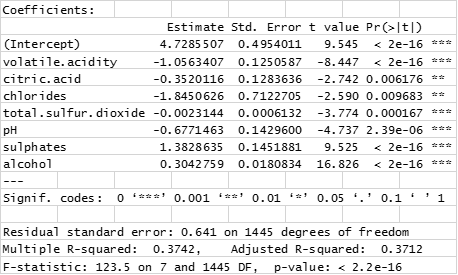 Coefficients:
Estimate Std. Error t value Pr(>|t|)
(Intercept) 4.7285507 0.4954011 9.545 < 2e-16 ***
volatile.acidity -1.0563407 0.1250587 -8.447 < 2e-16 ***
citric.acid -0.3520116 0.1283636 -2.742 0.006176 **
chlorides -1.8450626 0.7122705 -2.590 0.009683 **
total.sulfur.dioxide -0.0023144 0.0006132 -3.774 0.000167 ***
pH -0.6771463 0.1429600 -4.737 2.39e-06 ***
sulphates 1.3828635 0.1451881 9.525 < 2e-16 ***
alcohol 0.3042759 0.0180834 16.826 < 2e-16 ***
---
Signif. codes: 0 ‘***’ 0.001 ‘**’ 0.01 ‘*’ 0.05 ‘.’ 0.1 ‘ ’ 1
Residual standard error: 0.641 on 1445 degrees of freedom
Multiple R-squared: 0.3742, Adjusted R-squared: 0.3712
F-statistic: 123.5 on 7 and 1445 DF, p-value: < 2.2e-16